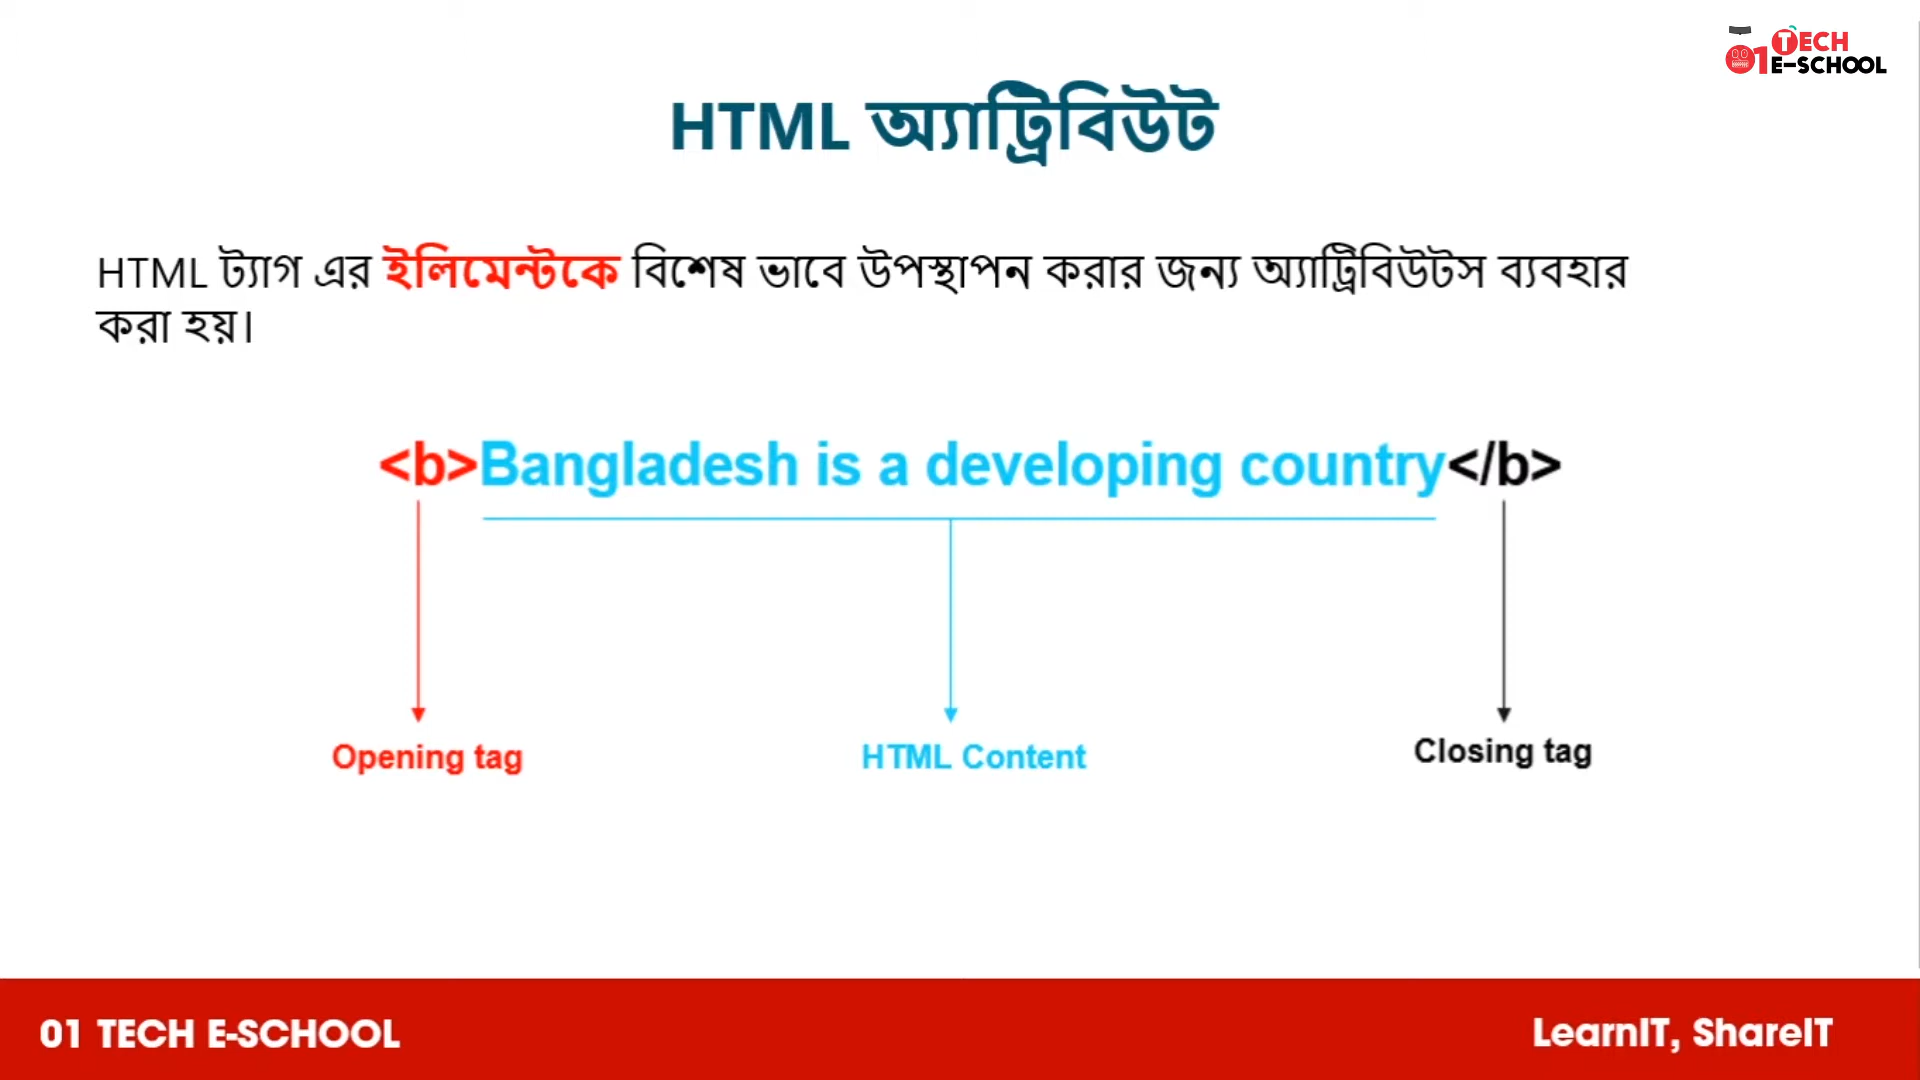 01 TECH
E-SCHOOL
HTML অ্যাট্রিবিউট
HTML ট্যাগ এর ইলিমেন্টকে বিশেষ ভাবে উপস্থাপন করার জন্য অ্যাট্রিবিউটস ব্যবহার
করা হয়।
<b>Bangladesh is a developing country</b>
Opening tag
HTML Content
Closing tag
01 TECH E-SCHOOL
LearnIT, ShareIT